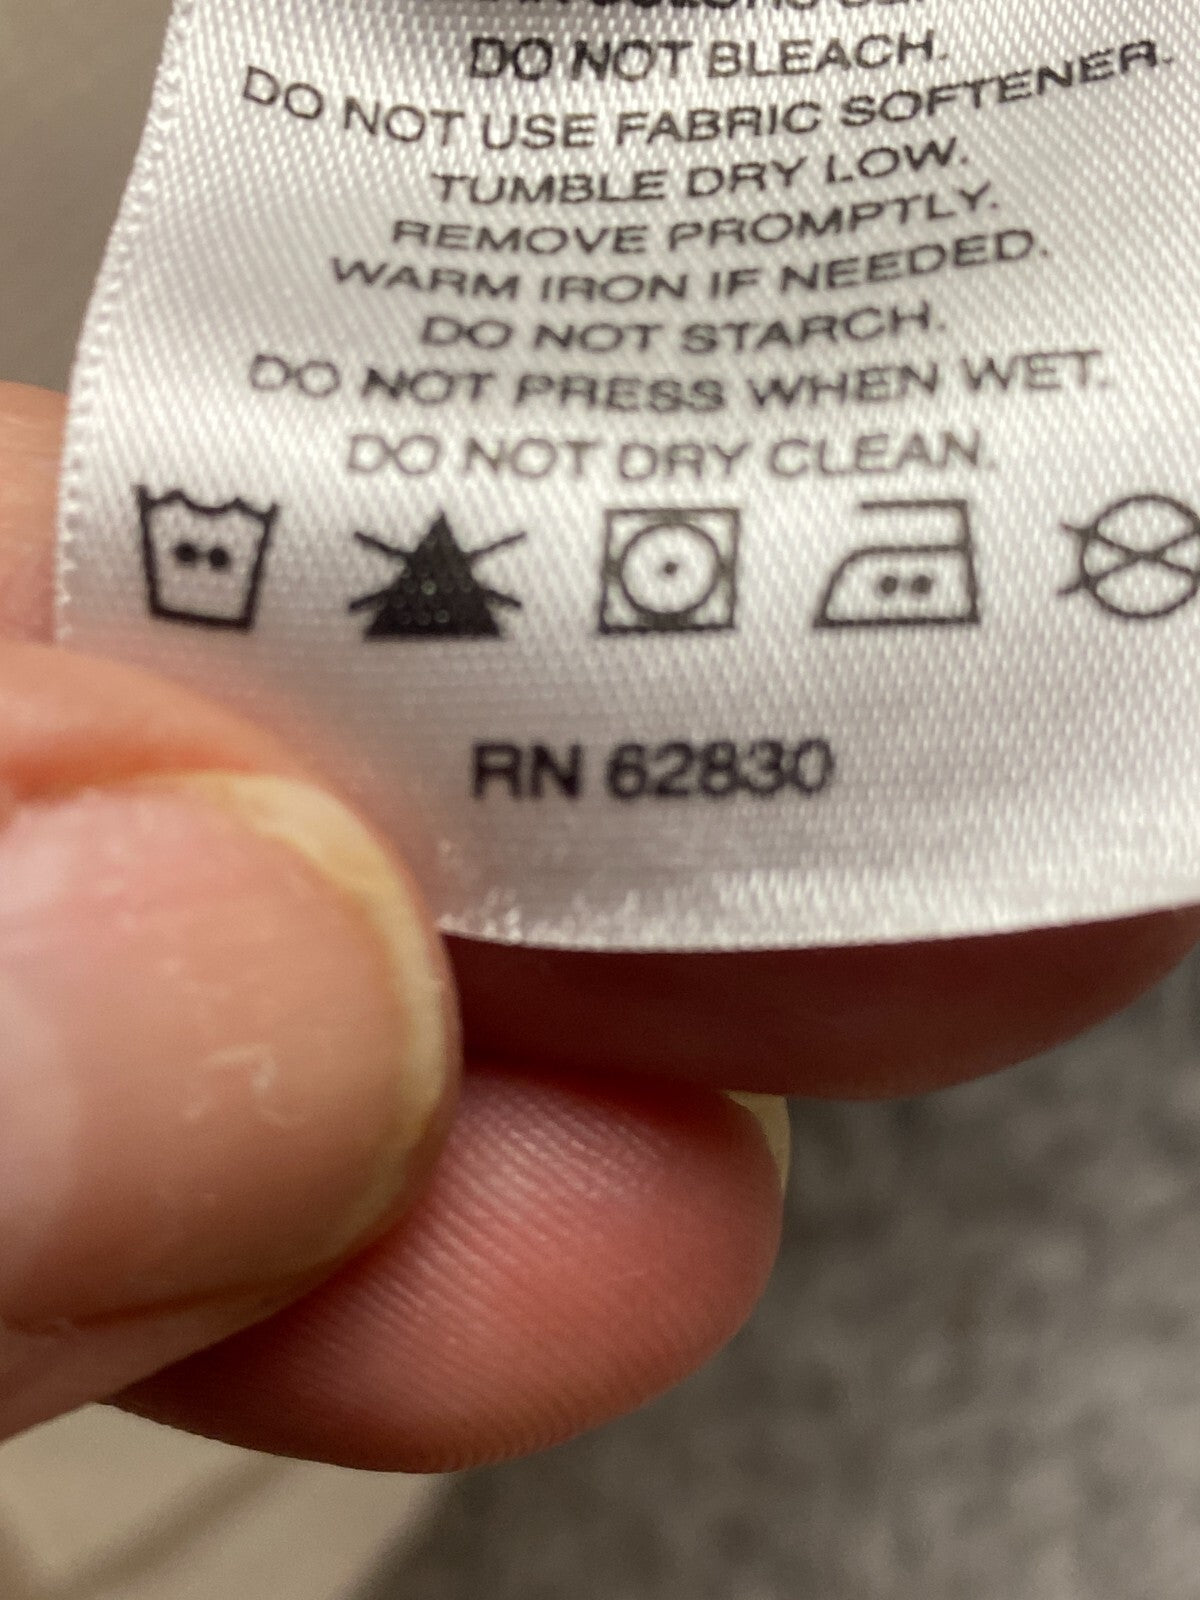 DO NOT BLEACH.
DO NOT USE FABRIC SOFTENER.
TUMBLE DRY LOW.
REMOVE PROMPTLY.
WARM IRON IF NEEDED.
DO NOT STARCH.
DO NOT PRESS WHEN WET.
DO NOT DRY CLEAN.
RN 62830